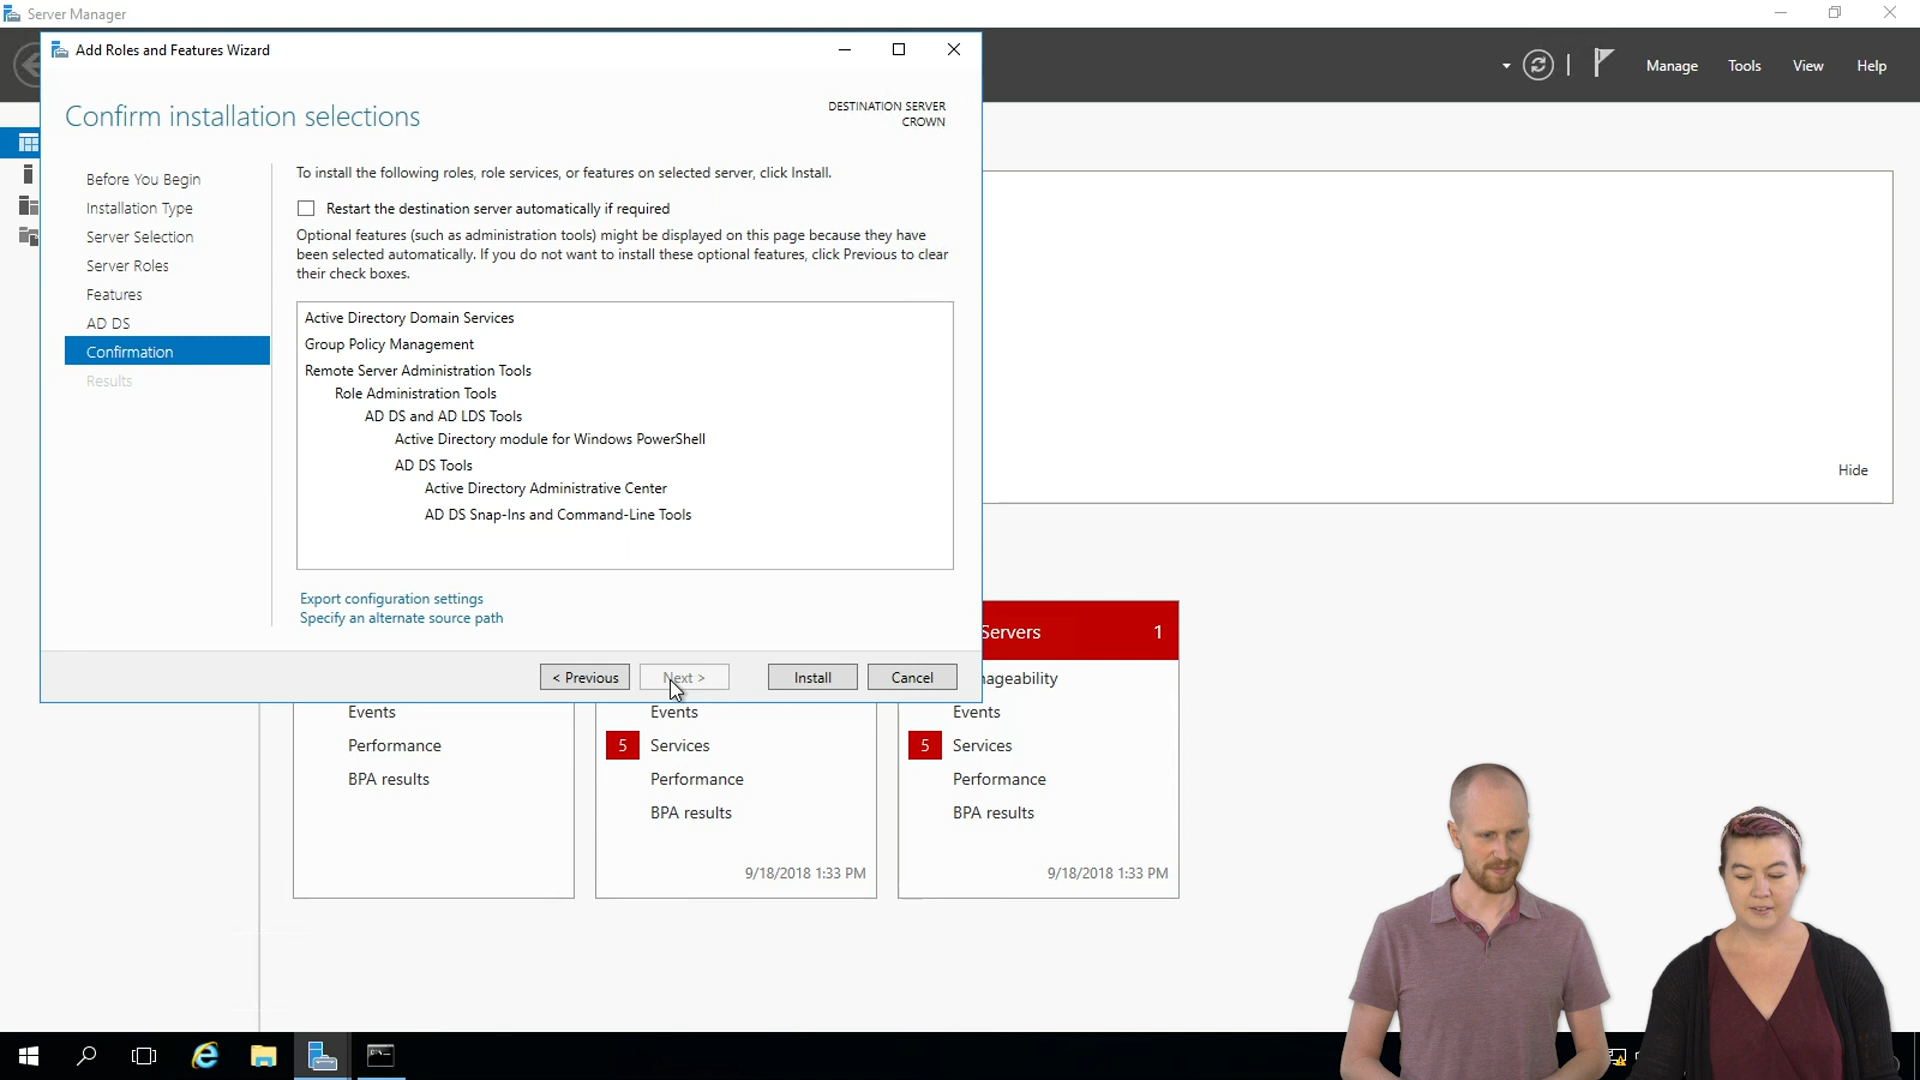 Server Manager
Add Roles and Features Wizard
Manage
Tools
View
Help
Confirm installation selections
DESTINATION SERVER
CROWN
Before You Begin
Installation Type
Server Selection
Server Roles
Features
AD DS
Confirmation
Results
To install the following roles, role services, or features on selected server, click Install.
Restart the destination server automatically if required
Optional features (such as administration tools) might be displayed on this page because they have
been selected automatically. If you do not want to install these optional features, click Previous to clear
their check boxes.
Active Directory Domain Services
Group Policy Management
Remote Server Administration Tools
Role Administration Tools
AD DS and AD LDS Tools
Active Directory module for Windows PowerShell
AD DS Tools
Active Directory Administrative Center
AD DS Snap-Ins and Command-Line Tools
Export configuration settings
Specify an alternate source path
< Previous
Next >
Install
Cancel
Hide
Events
Performance
BPA results
Events
5 Services
Performance
BPA results
9/18/2018 1:33 PM
Servers 1
nageability
Events
5 Services
Performance
BPA results
9/18/2018 1:33 PM